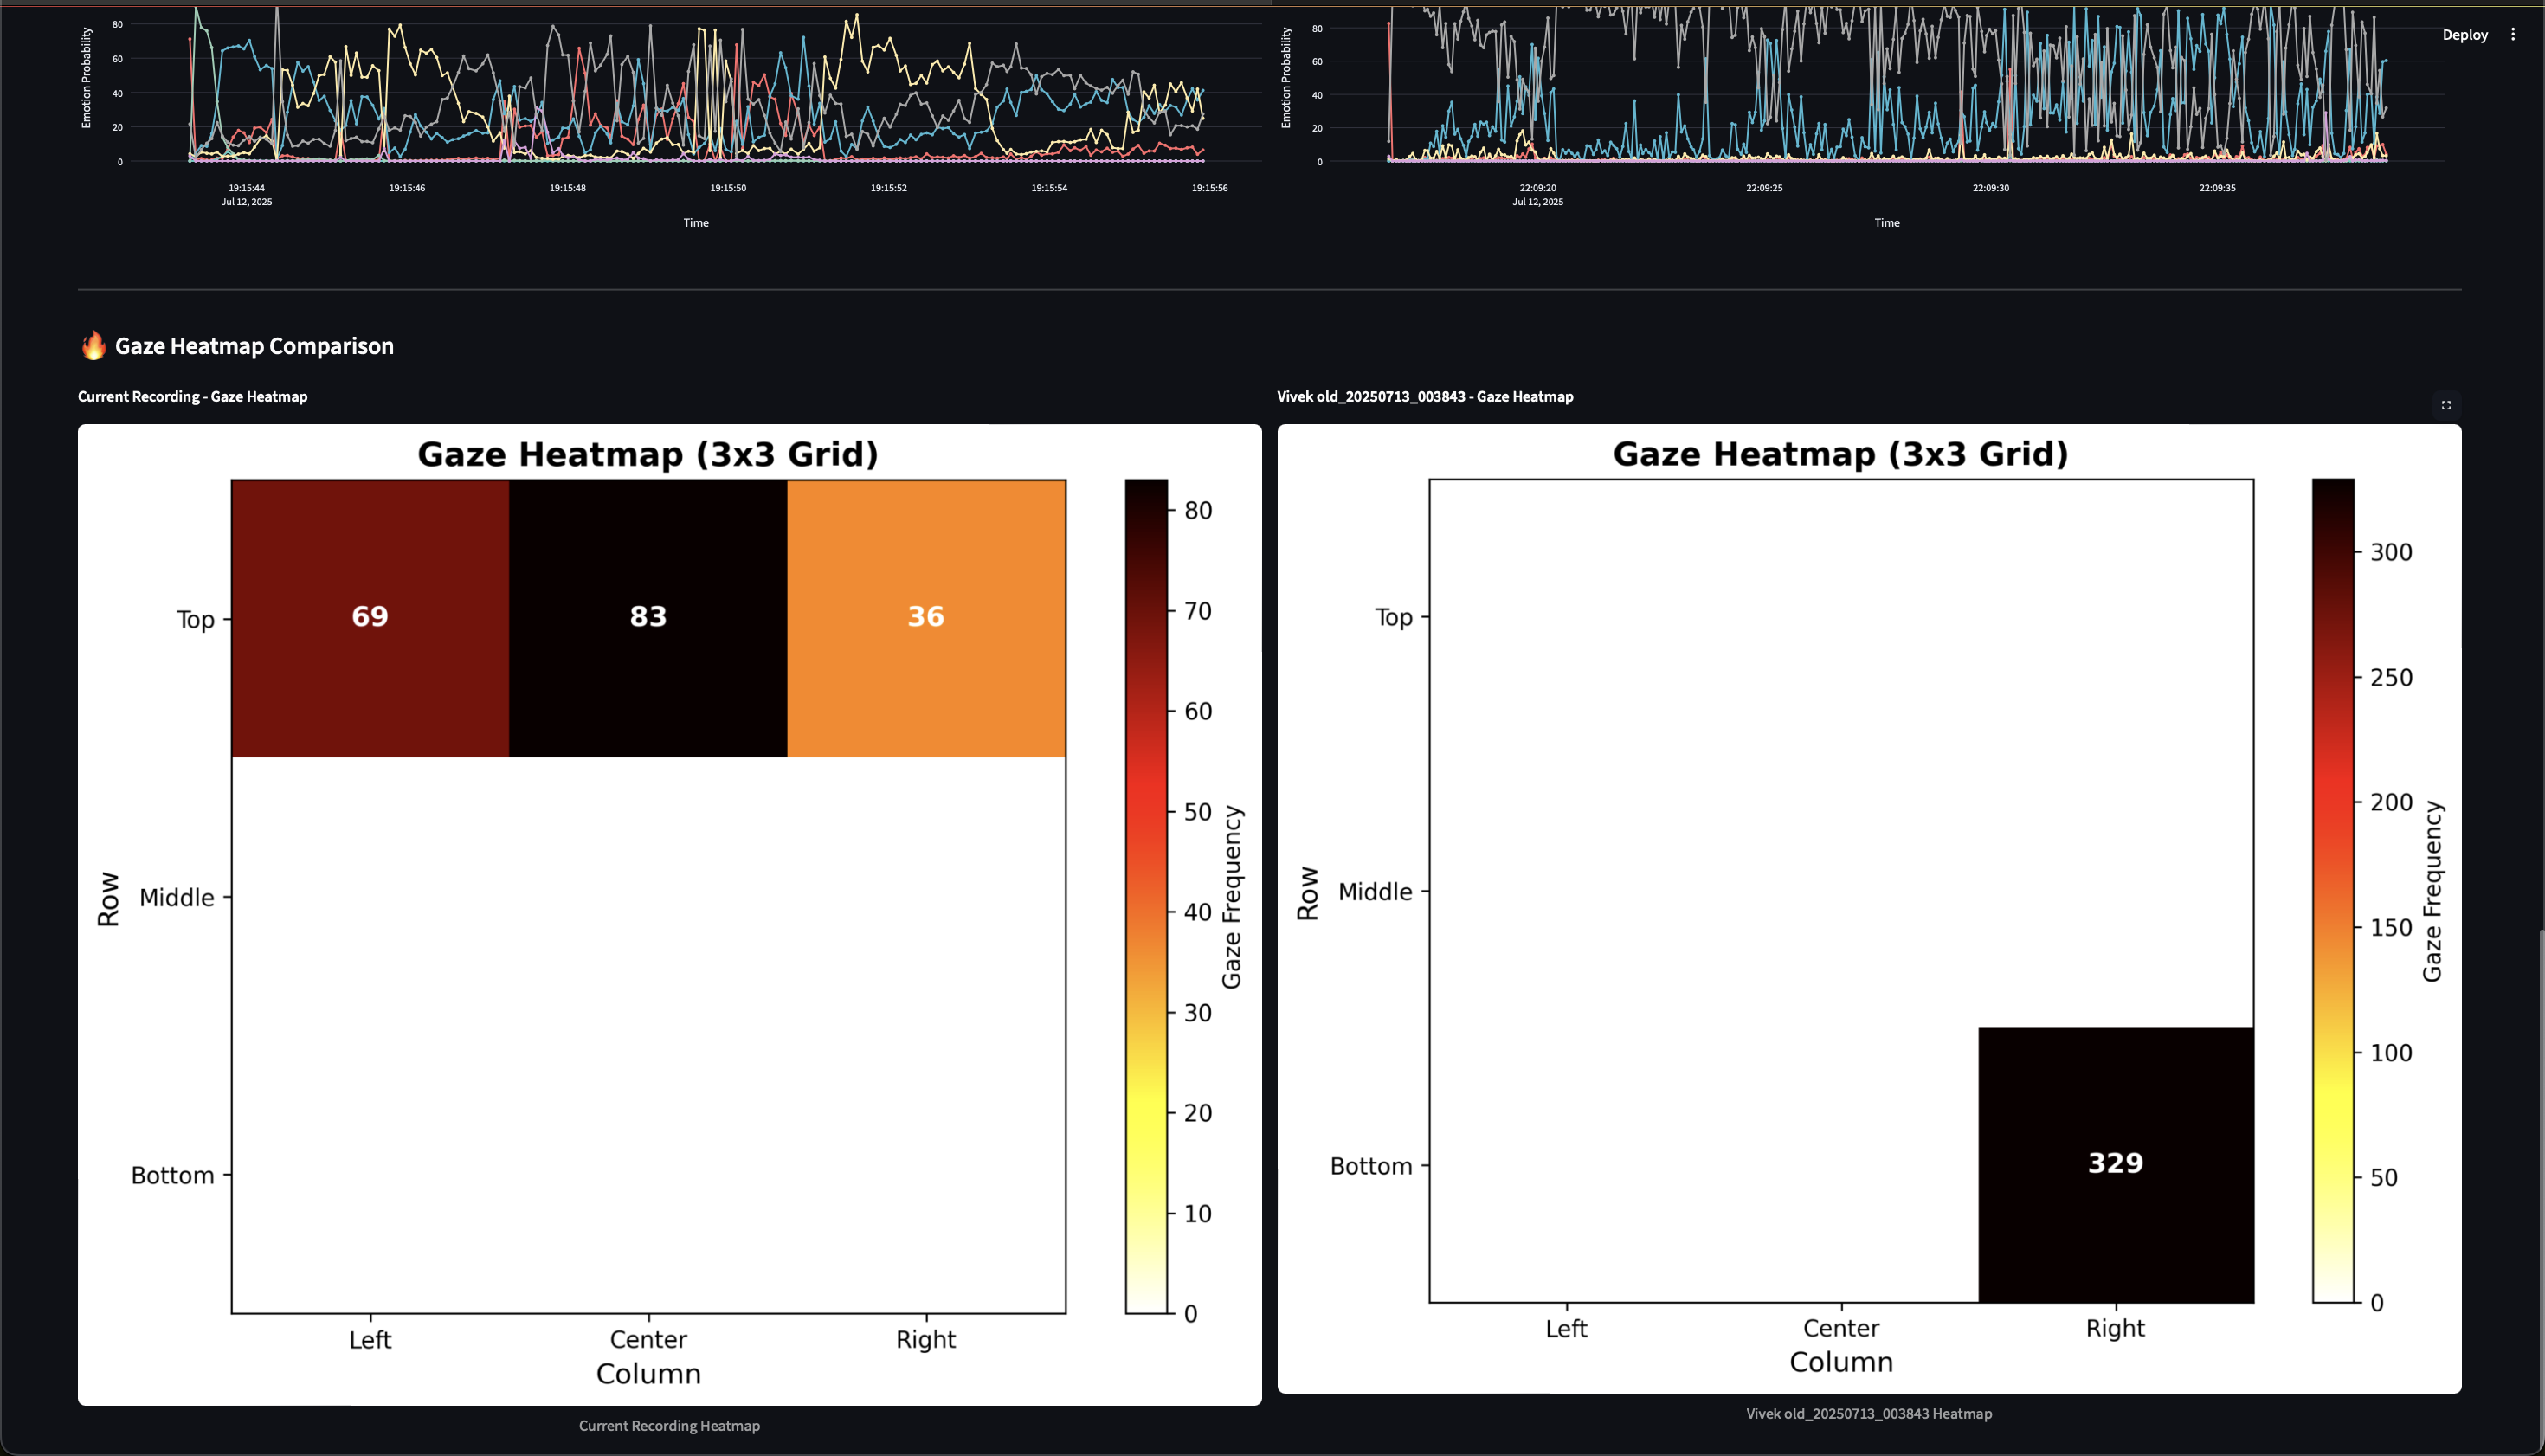 Deploy
80
60
40
20
0
Emotion Probability
19:15:44 19:15:46 19:15:48 19:15:50 19:15:52 19:15:54 19:15:56
Jul 12, 2025
Time
80
60
40
20
0
Emotion Probability
22:09:20 22:09:25 22:09:30 22:09:35
Jul 12, 2025
Time
🔥 Gaze Heatmap Comparison
Current Recording - Gaze Heatmap
Gaze Heatmap (3x3 Grid)
69 83 36
Top
Middle
Bottom
Row
Left Center Right
Column
80
70
60
50
40
30
20
10
0
Gaze Frequency
Current Recording Heatmap
Vivek old_20250713_003843 - Gaze Heatmap
Gaze Heatmap (3x3 Grid)
Top
Middle
Bottom
329
Row
Left Center Right
Column
300
250
200
150
100
50
0
Gaze Frequency
Vivek old_20250713_003843 Heatmap